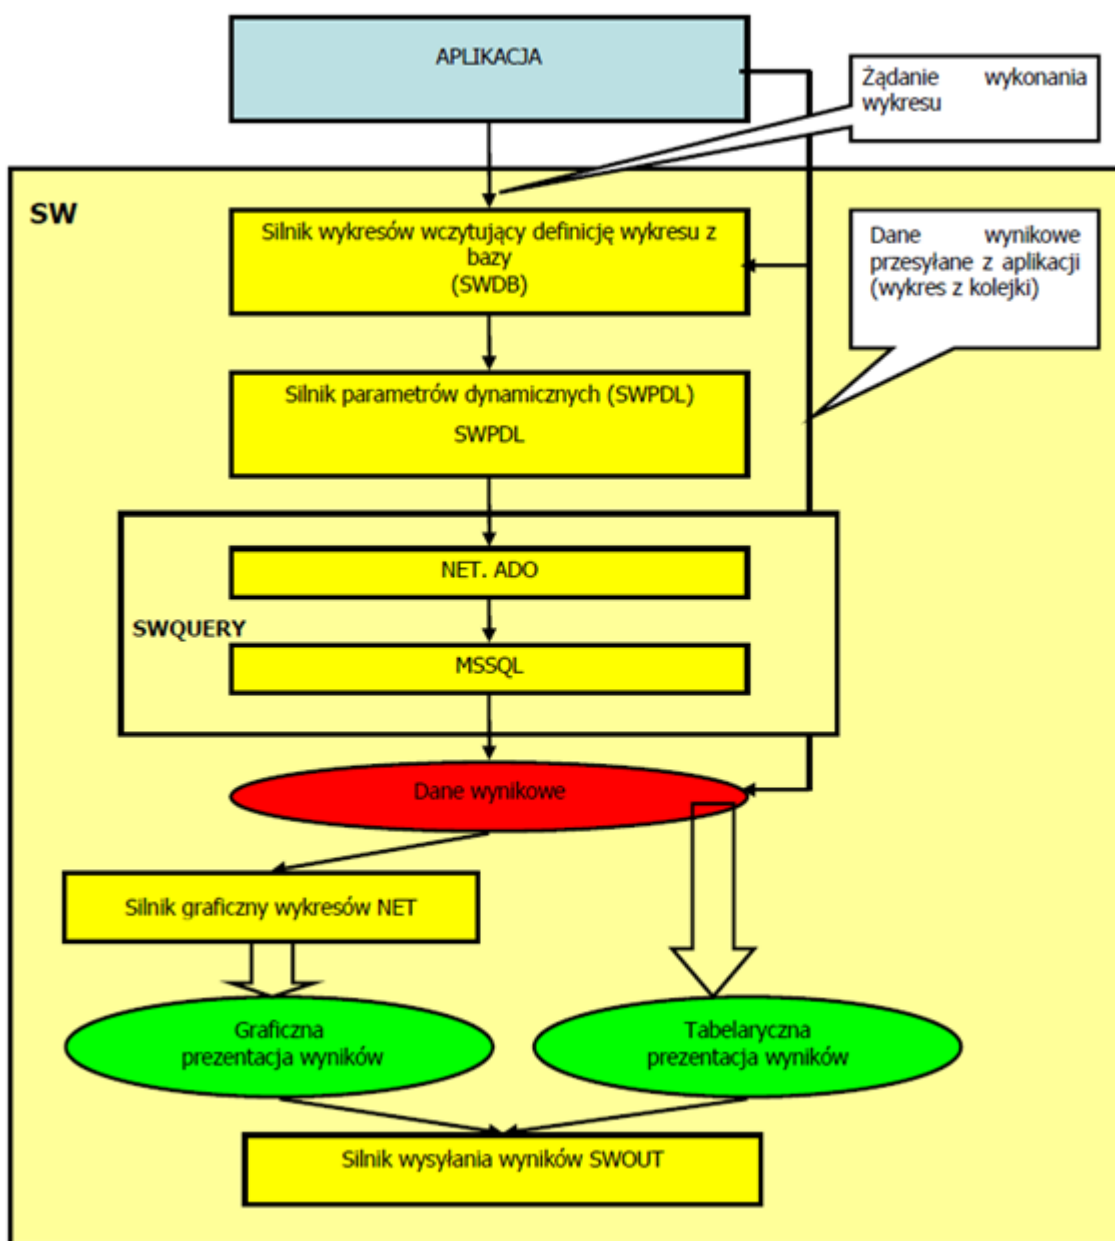 APLIKACJA
Żądanie wykonania
wykresu
SW
Silnik wykresów wczytujący definicję wykresu z
bazy
(SWDB)
Dane wynikowe
przesyłane z aplikacji
(wykres z kolejki)
Silnik parametrów dynamicznych (SWPDL)
SWPDL
NET. ADO
SWQUERY
MSSQL
Dane wynikowe
Silnik graficzny wykresów NET
Graficzna
prezentacja wyników
Tabelaryczna
prezentacja wyników
Silnik wysyłania wyników SWOUT